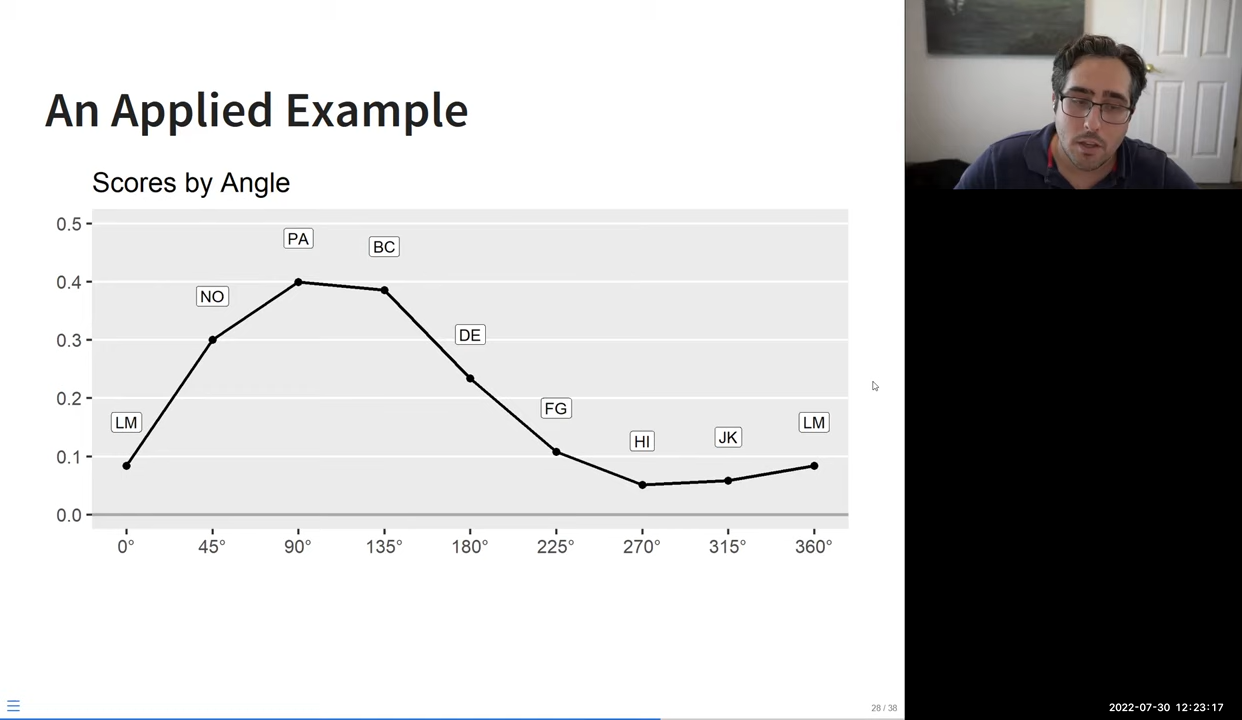 An Applied Example
Scores by Angle
0.5
0.4
0.3
0.2
0.1
0.0
PA
BC
NO
DE
LM
FG
HI
JK
LM
0° 45° 90° 135° 180° 225° 270° 315° 360°
28 / 38
2022-07-30 12:23:17